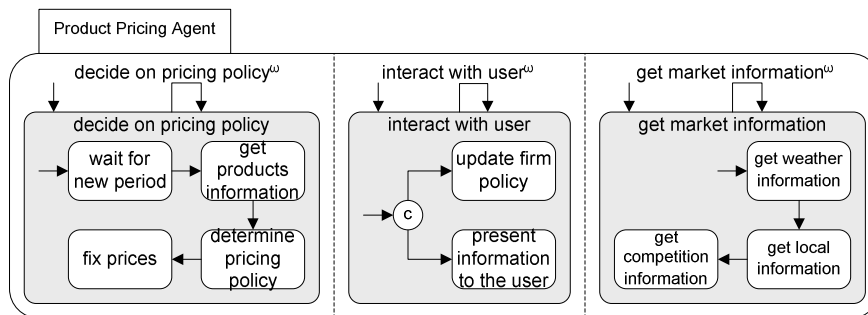 Product Pricing Agent
decide on pricing policyω
decide on pricing policy
wait for
new period
get
products
information
fix prices
determine
pricing
policy
interact with userω
interact with user
update firm
policy
c
present
information
to the user
get market informationω
get market information
get weather
information
get
competition
information
get local
information